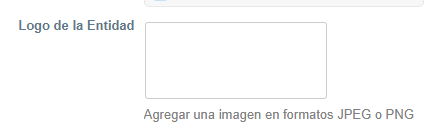 Logo de la Entidad
Agregar una imagen en formatos JPEG o PNG